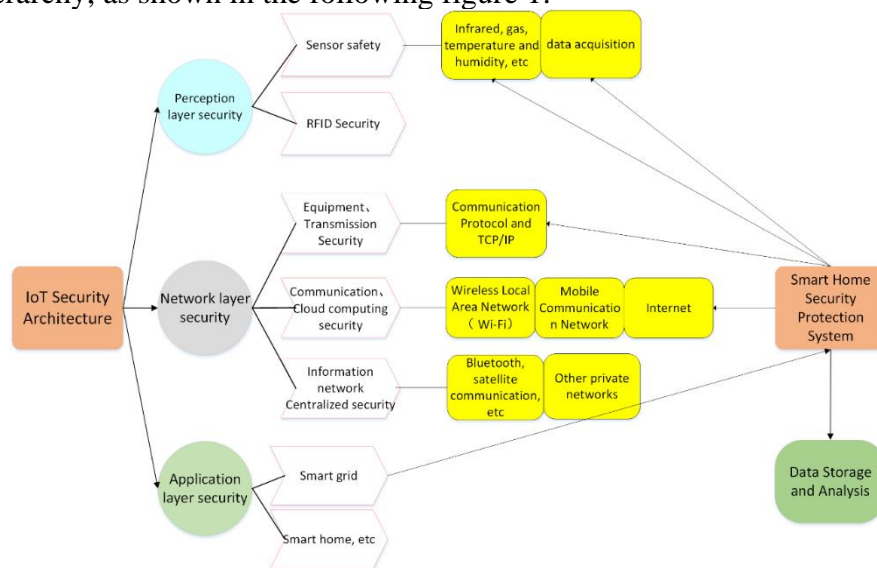 erarchy, as shown in the following figure 1.
Sensor safety
Infrared, gas,
temperature and
humidity, etc
data acquisition
Perception
layer security
RFID Security
Equipment、
Transmission
Security
Communication
Protocol and
TCP/IP
IoT Security
Architecture
Network layer
security
Communication、
Cloud computing
security
Wireless Local
Area Network
（ Wi-Fi）
Mobile
Communicatio
n Network
Internet
Smart Home
Security
Protection
System
Information
network
Centralized security
Bluetooth,
satellite
communication,
etc
Other private
networks
Application
layer security
Smart grid
Smart home, etc
Data Storage
and Analysis